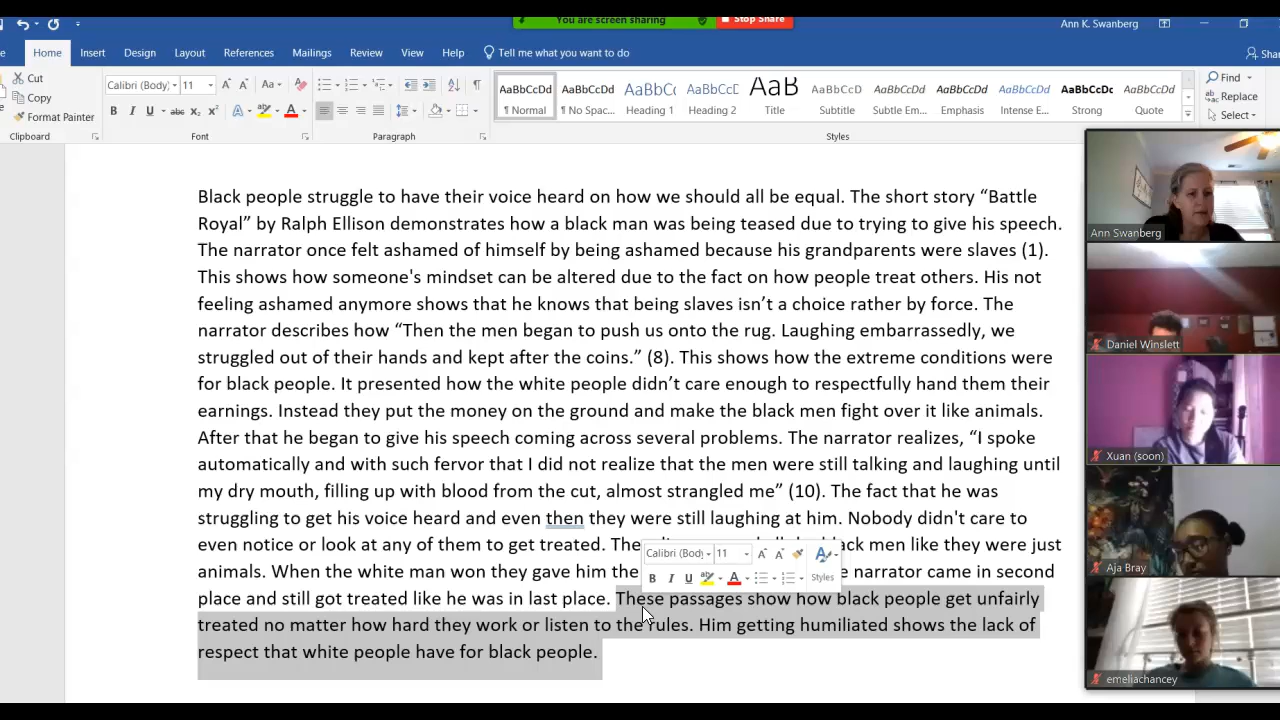 You are screen sharing
Stop Share
Ann K. Swanberg
Home Insert Design Layout References Mailings Review View Help Tell me what you want to do
Cut
Copy
Format Painter
Clipboard
Calibri (Body) 11
Font
Paragraph
AaBbCcDd AaBbCcDd AaBbCc AaBbCcD AaB AaBbCcD AaBbCcDd AaBbCcDd AaBbCcDd AaBbCcDc AaBbCcDd
¶ Normal ¶ No Spac... Heading 1 Heading 2 Title Subtitle Subtle Em... Emphasis Intense E... Strong Quote
Styles
Find
Replace
Select
Black people struggle to have their voice heard on how we should all be equal. The short story “Battle
Royal” by Ralph Ellison demonstrates how a black man was being teased due to trying to give his speech.
The narrator once felt ashamed of himself by being ashamed because his grandparents were slaves (1).
This shows how someone's mindset can be altered due to the fact on how people treat others. His not
feeling ashamed anymore shows that he knows that being slaves isn’t a choice rather by force. The
narrator describes how “Then the men began to push us onto the rug. Laughing embarrassedly, we
struggled out of their hands and kept after the coins.” (8). This shows how the extreme conditions were
for black people. It presented how the white people didn’t care enough to respectfully hand them their
earnings. Instead they put the money on the ground and make the black men fight over it like animals.
After that he began to give his speech coming across several problems. The narrator realizes, “I spoke
automatically and with such fervor that I did not realize that the men were still talking and laughing until
my dry mouth, filling up with blood from the cut, almost strangled me” (10). The fact that he was
struggling to get his voice heard and even then they were still laughing at him. Nobody didn't care to
even notice or look at any of them to get treated. The black men like they were just
animals. When the white man won they gave him the narrator came in second
place and still got treated like he was in last place. These passages show how black people get unfairly
treated no matter how hard they work or listen to the rules. Him getting humiliated shows the lack of
respect that white people have for black people.
Calibri (Body) 11
Styles
Ann Swanberg
Daniel Winslett
Xuan (soon)
Aja Bray
emeliachancey